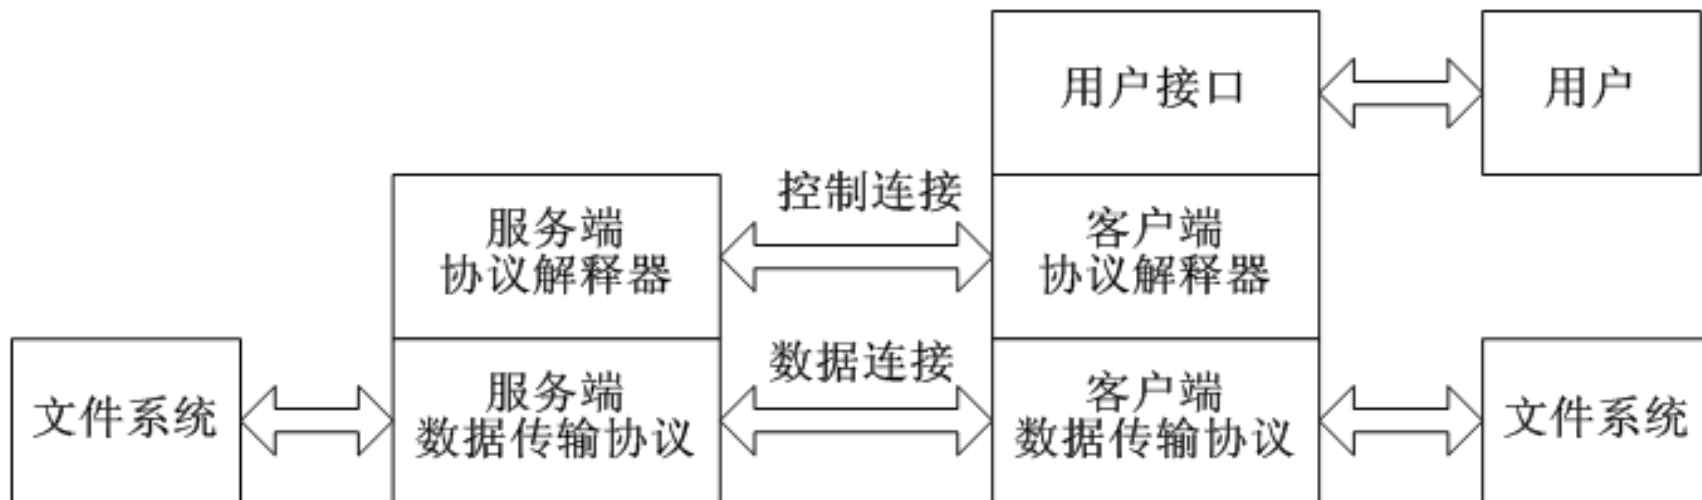 用户接口
用户
控制连接
服务端
协议解释器
客户端
协议解释器
数据连接
文件系统
服务端
数据传输协议
客户端
数据传输协议
文件系统